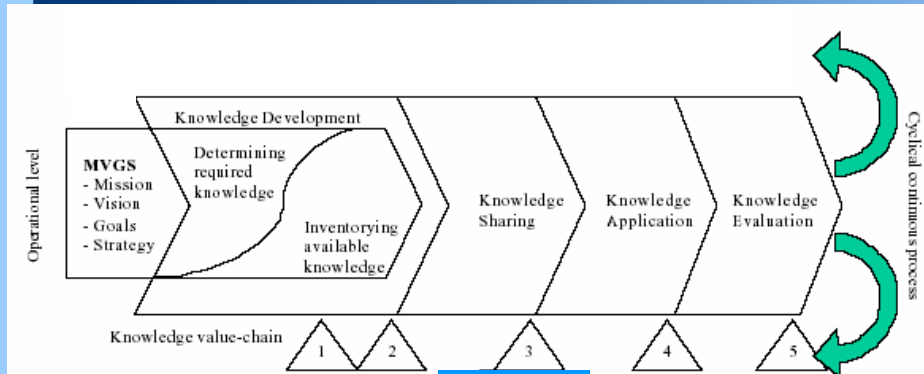 Knowledge Development
Operational level
MVGS
- Mission
- Vision
- Goals
- Strategy
Determining
required
knowledge
Inventorying
available
knowledge
Knowledge
Sharing
Knowledge
Application
Knowledge
Evaluation
Cyclical continuous process
Knowledge value-chain
1
2
3
4
5